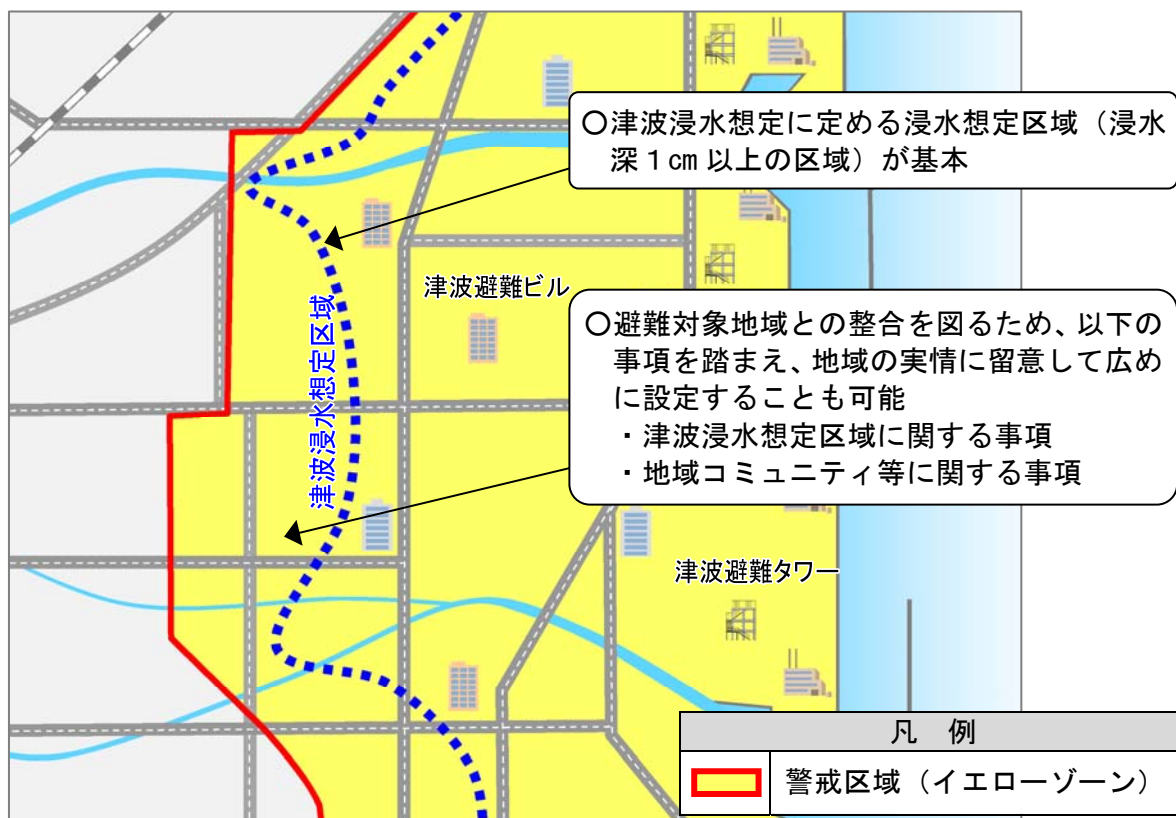 〇津波浸水想定に定める浸水想定区域（浸水
深１㎝以上の区域）が基本
津波避難ビル
津波浸水想定区域
〇避難対象地域との整合を図るため、以下の
事項を踏まえ、地域の実情に留意して広め
に設定することも可能
・津波浸水想定区域に関する事項
・地域コミュニティ等に関する事項
津波避難タワー
凡 例
警戒区域（イエローゾーン）